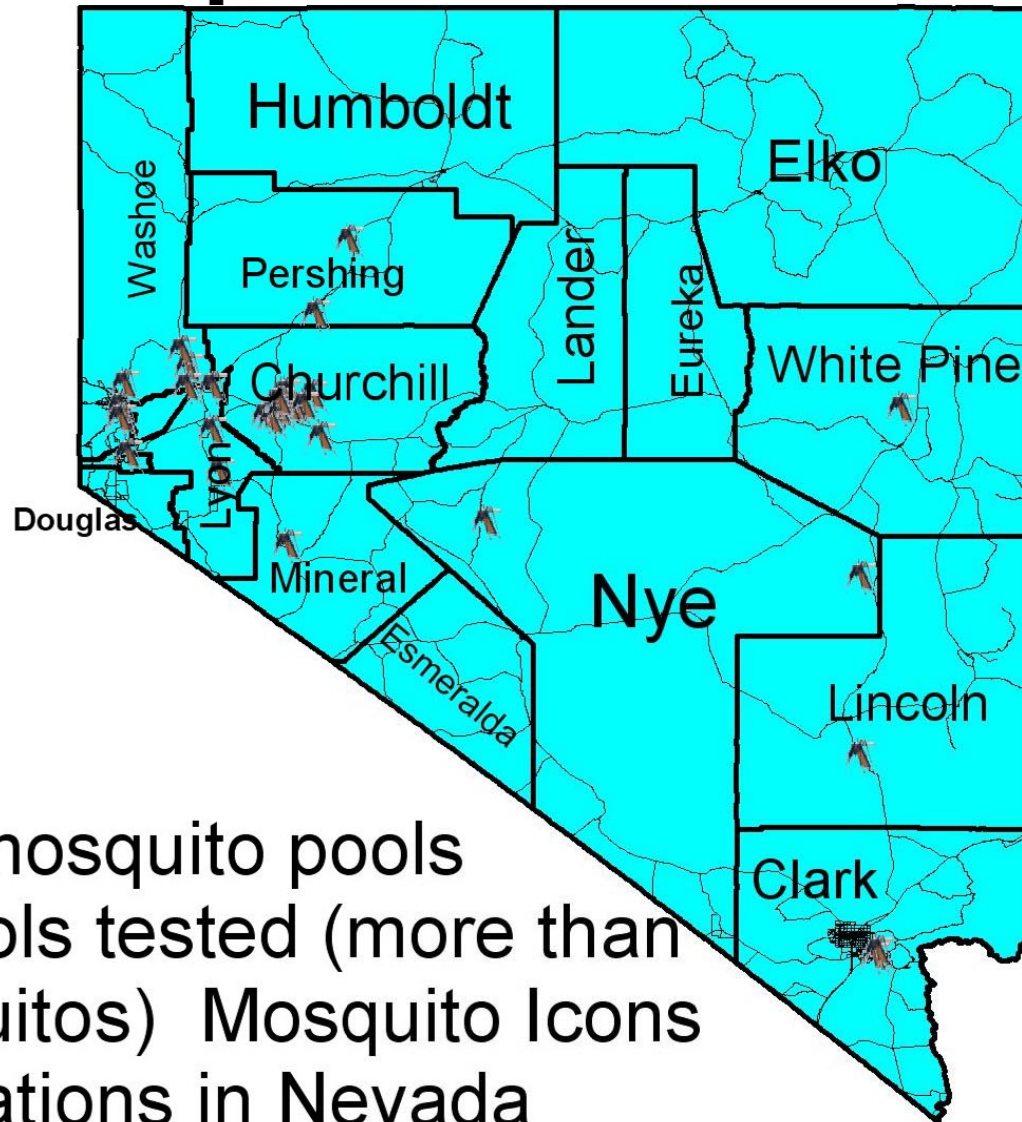 Humboldt
Elko
Washoe
Pershing
Lander
Eureka
Churchill
White Pine
Lyon
Douglas
Mineral
Nye
Esmeralda
Lincoln
Clark
mosquito pools
ols tested (more than
uitos)  Mosquito Icons
ations in Nevada